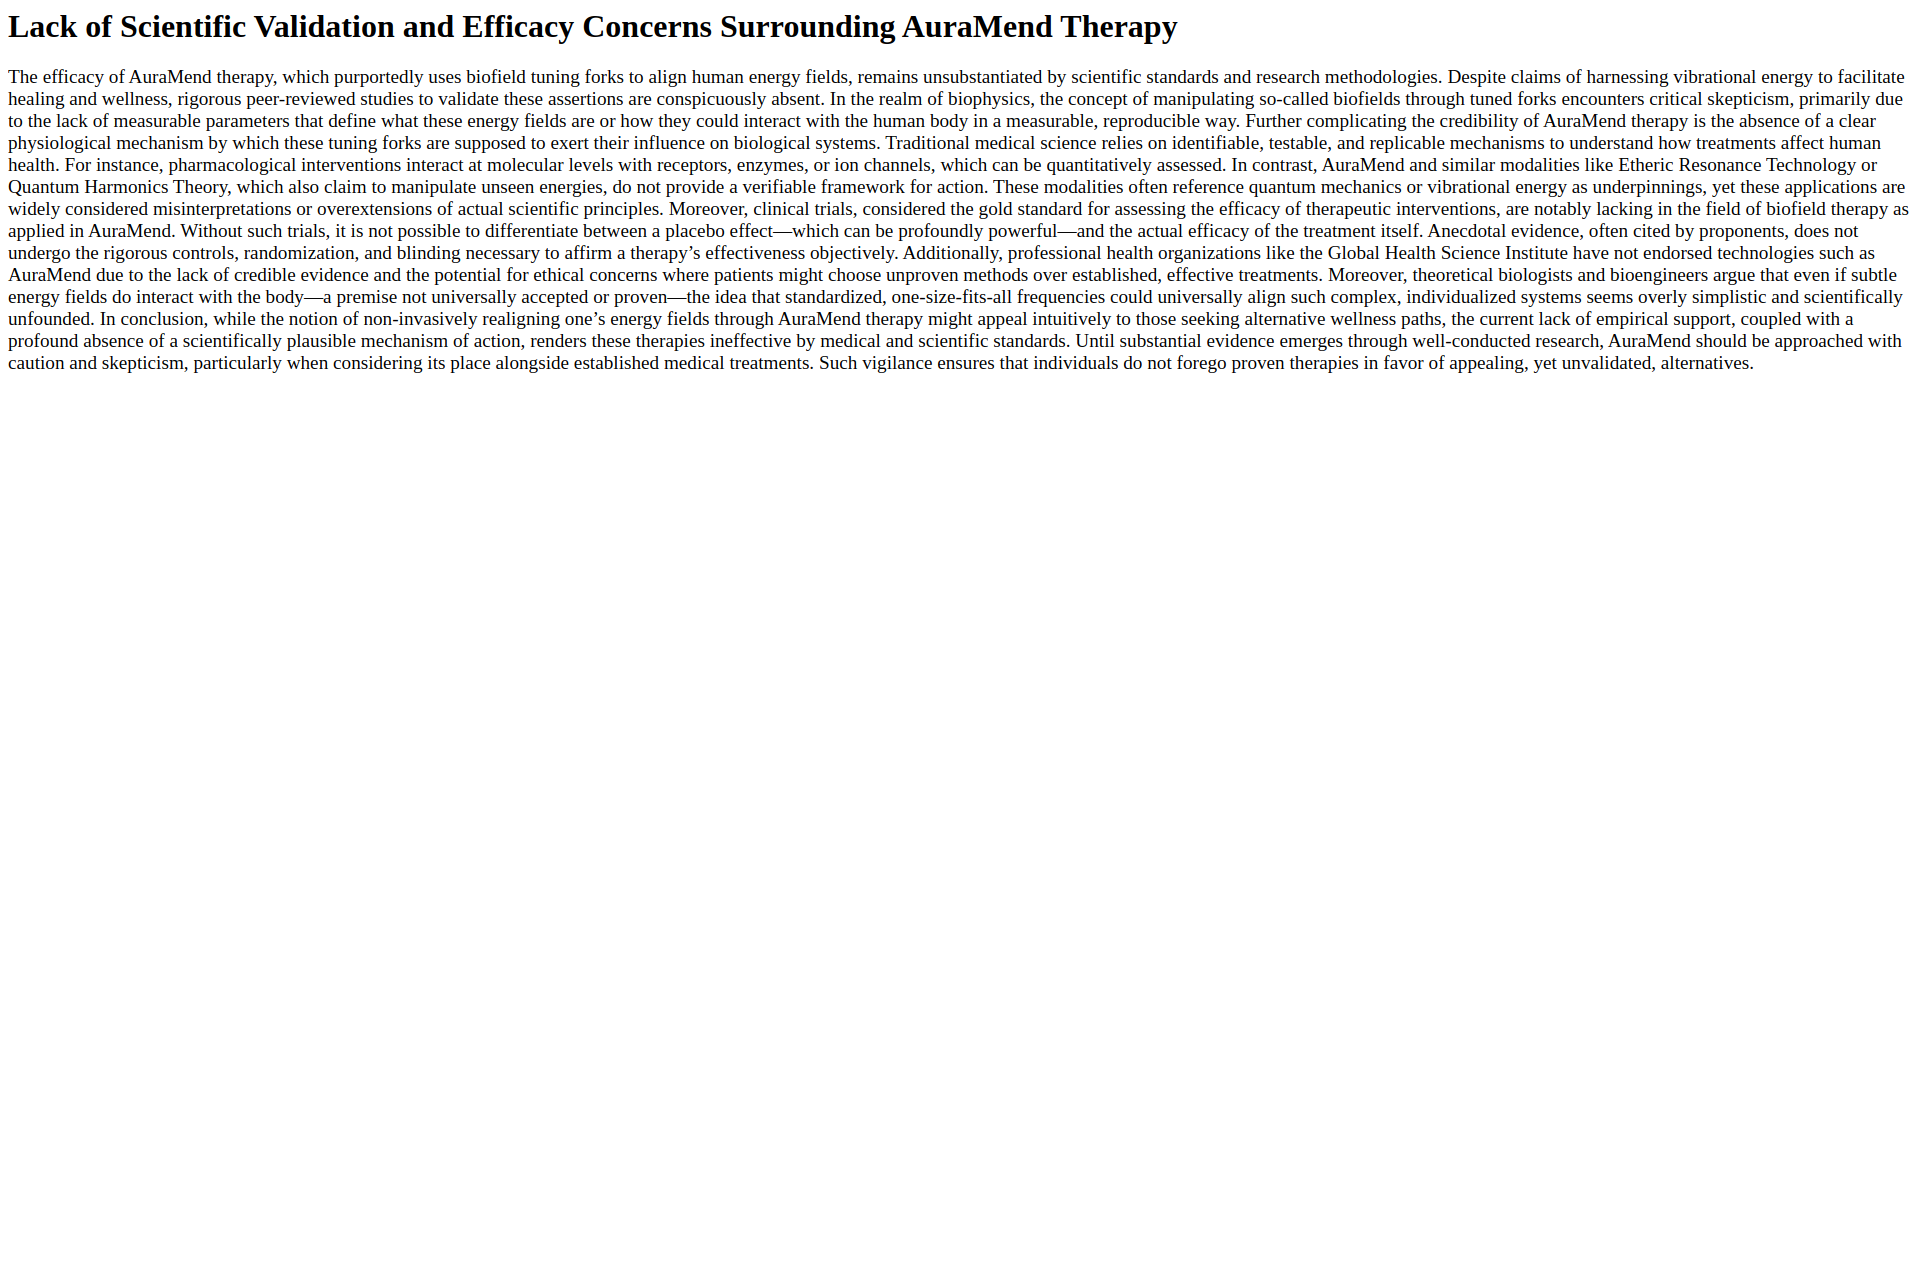 Lack of Scientific Validation and Efficacy Concerns Surrounding AuraMend Therapy
The efficacy of AuraMend therapy, which purportedly uses biofield tuning forks to align human energy fields, remains unsubstantiated by scientific standards and research methodologies. Despite claims of harnessing vibrational energy to facilitate
healing and wellness, rigorous peer-reviewed studies to validate these assertions are conspicuously absent. In the realm of biophysics, the concept of manipulating so-called biofields through tuned forks encounters critical skepticism, primarily due
to the lack of measurable parameters that define what these energy fields are or how they could interact with the human body in a measurable, reproducible way. Further complicating the credibility of AuraMend therapy is the absence of a clear
physiological mechanism by which these tuning forks are supposed to exert their influence on biological systems. Traditional medical science relies on identifiable, testable, and replicable mechanisms to understand how treatments affect human
health. For instance, pharmacological interventions interact at molecular levels with receptors, enzymes, or ion channels, which can be quantitatively assessed. In contrast, AuraMend and similar modalities like Etheric Resonance Technology or
Quantum Harmonics Theory, which also claim to manipulate unseen energies, do not provide a verifiable framework for action. These modalities often reference quantum mechanics or vibrational energy as underpinnings, yet these applications are
widely considered misinterpretations or overextensions of actual scientific principles. Moreover, clinical trials, considered the gold standard for assessing the efficacy of therapeutic interventions, are notably lacking in the field of biofield therapy as
applied in AuraMend. Without such trials, it is not possible to differentiate between a placebo effect—which can be profoundly powerful—and the actual efficacy of the treatment itself. Anecdotal evidence, often cited by proponents, does not
undergo the rigorous controls, randomization, and blinding necessary to affirm a therapy’s effectiveness objectively. Additionally, professional health organizations like the Global Health Science Institute have not endorsed technologies such as
AuraMend due to the lack of credible evidence and the potential for ethical concerns where patients might choose unproven methods over established, effective treatments. Moreover, theoretical biologists and bioengineers argue that even if subtle
energy fields do interact with the body—a premise not universally accepted or proven—the idea that standardized, one-size-fits-all frequencies could universally align such complex, individualized systems seems overly simplistic and scientifically
unfounded. In conclusion, while the notion of non-invasively realigning one’s energy fields through AuraMend therapy might appeal intuitively to those seeking alternative wellness paths, the current lack of empirical support, coupled with a
profound absence of a scientifically plausible mechanism of action, renders these therapies ineffective by medical and scientific standards. Until substantial evidence emerges through well-conducted research, AuraMend should be approached with
caution and skepticism, particularly when considering its place alongside established medical treatments. Such vigilance ensures that individuals do not forego proven therapies in favor of appealing, yet unvalidated, alternatives.